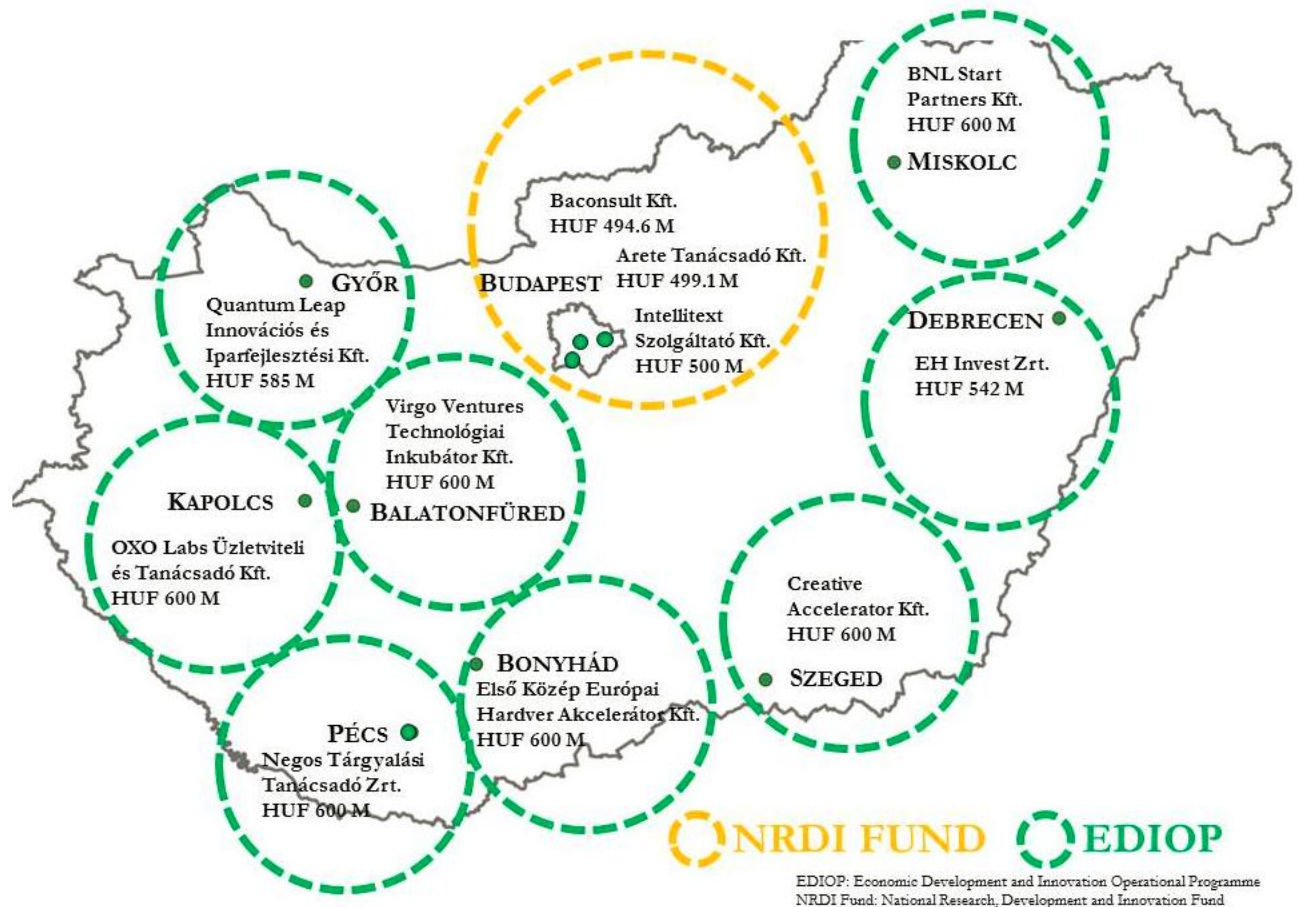 BNL Start
Partners Kft.
HUF 600 M
MISKOLC
Baconsult Kft.
HUF 494.6 M
Arete Tanácsadó Kft.
HUF 499.1 M
BUDAPEST
Intellitext
Szolgáltató Kft.
HUF 500 M
GYŐR
Quantum Leap
Innovációs és
Iparfejlesztési Kft.
HUF 585 M
DEBRECEN
EH Invest Zrt.
HUF 542 M
Virgo Ventures
Technológiai
Inkubátor Kft.
HUF 600 M
BALATONFÜRED
KAPOLCS
OXO Labs Üzletviteli
és Tanácsadó Kft.
HUF 600 M
Creative
Accelerator Kft.
HUF 600 M
SZEGED
BONYHÁD
Első Közép Európai
Hardver Akcelerátor Kft.
HUF 600 M
PÉCS
Negos Tárgyalási
Tanácsadó Zrt.
HUF 600 M
NRDI FUND
EDIOP
EDIOP: Economic Development and Innovation Operational Programme
NRDI Fund: National Research, Development and Innovation Fund